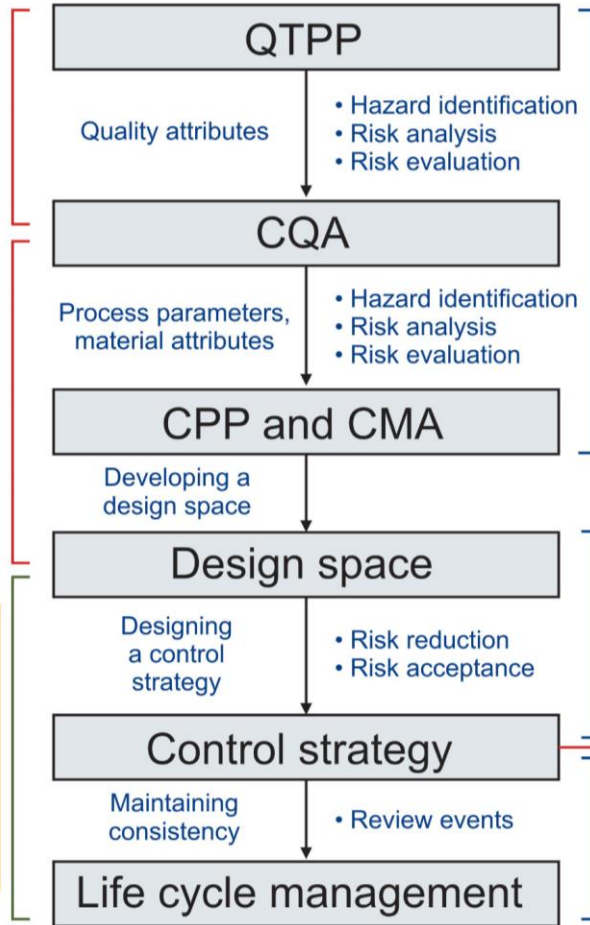 QTPP
Quality attributes
• Hazard identification
• Risk analysis
• Risk evaluation
CQA
Process parameters,
material attributes
• Hazard identification
• Risk analysis
• Risk evaluation
CPP and CMA
Developing a
design space
Design space
Designing
a control
strategy
• Risk reduction
• Risk acceptance
Control strategy
Maintaining
consistency
• Review events
Life cycle management